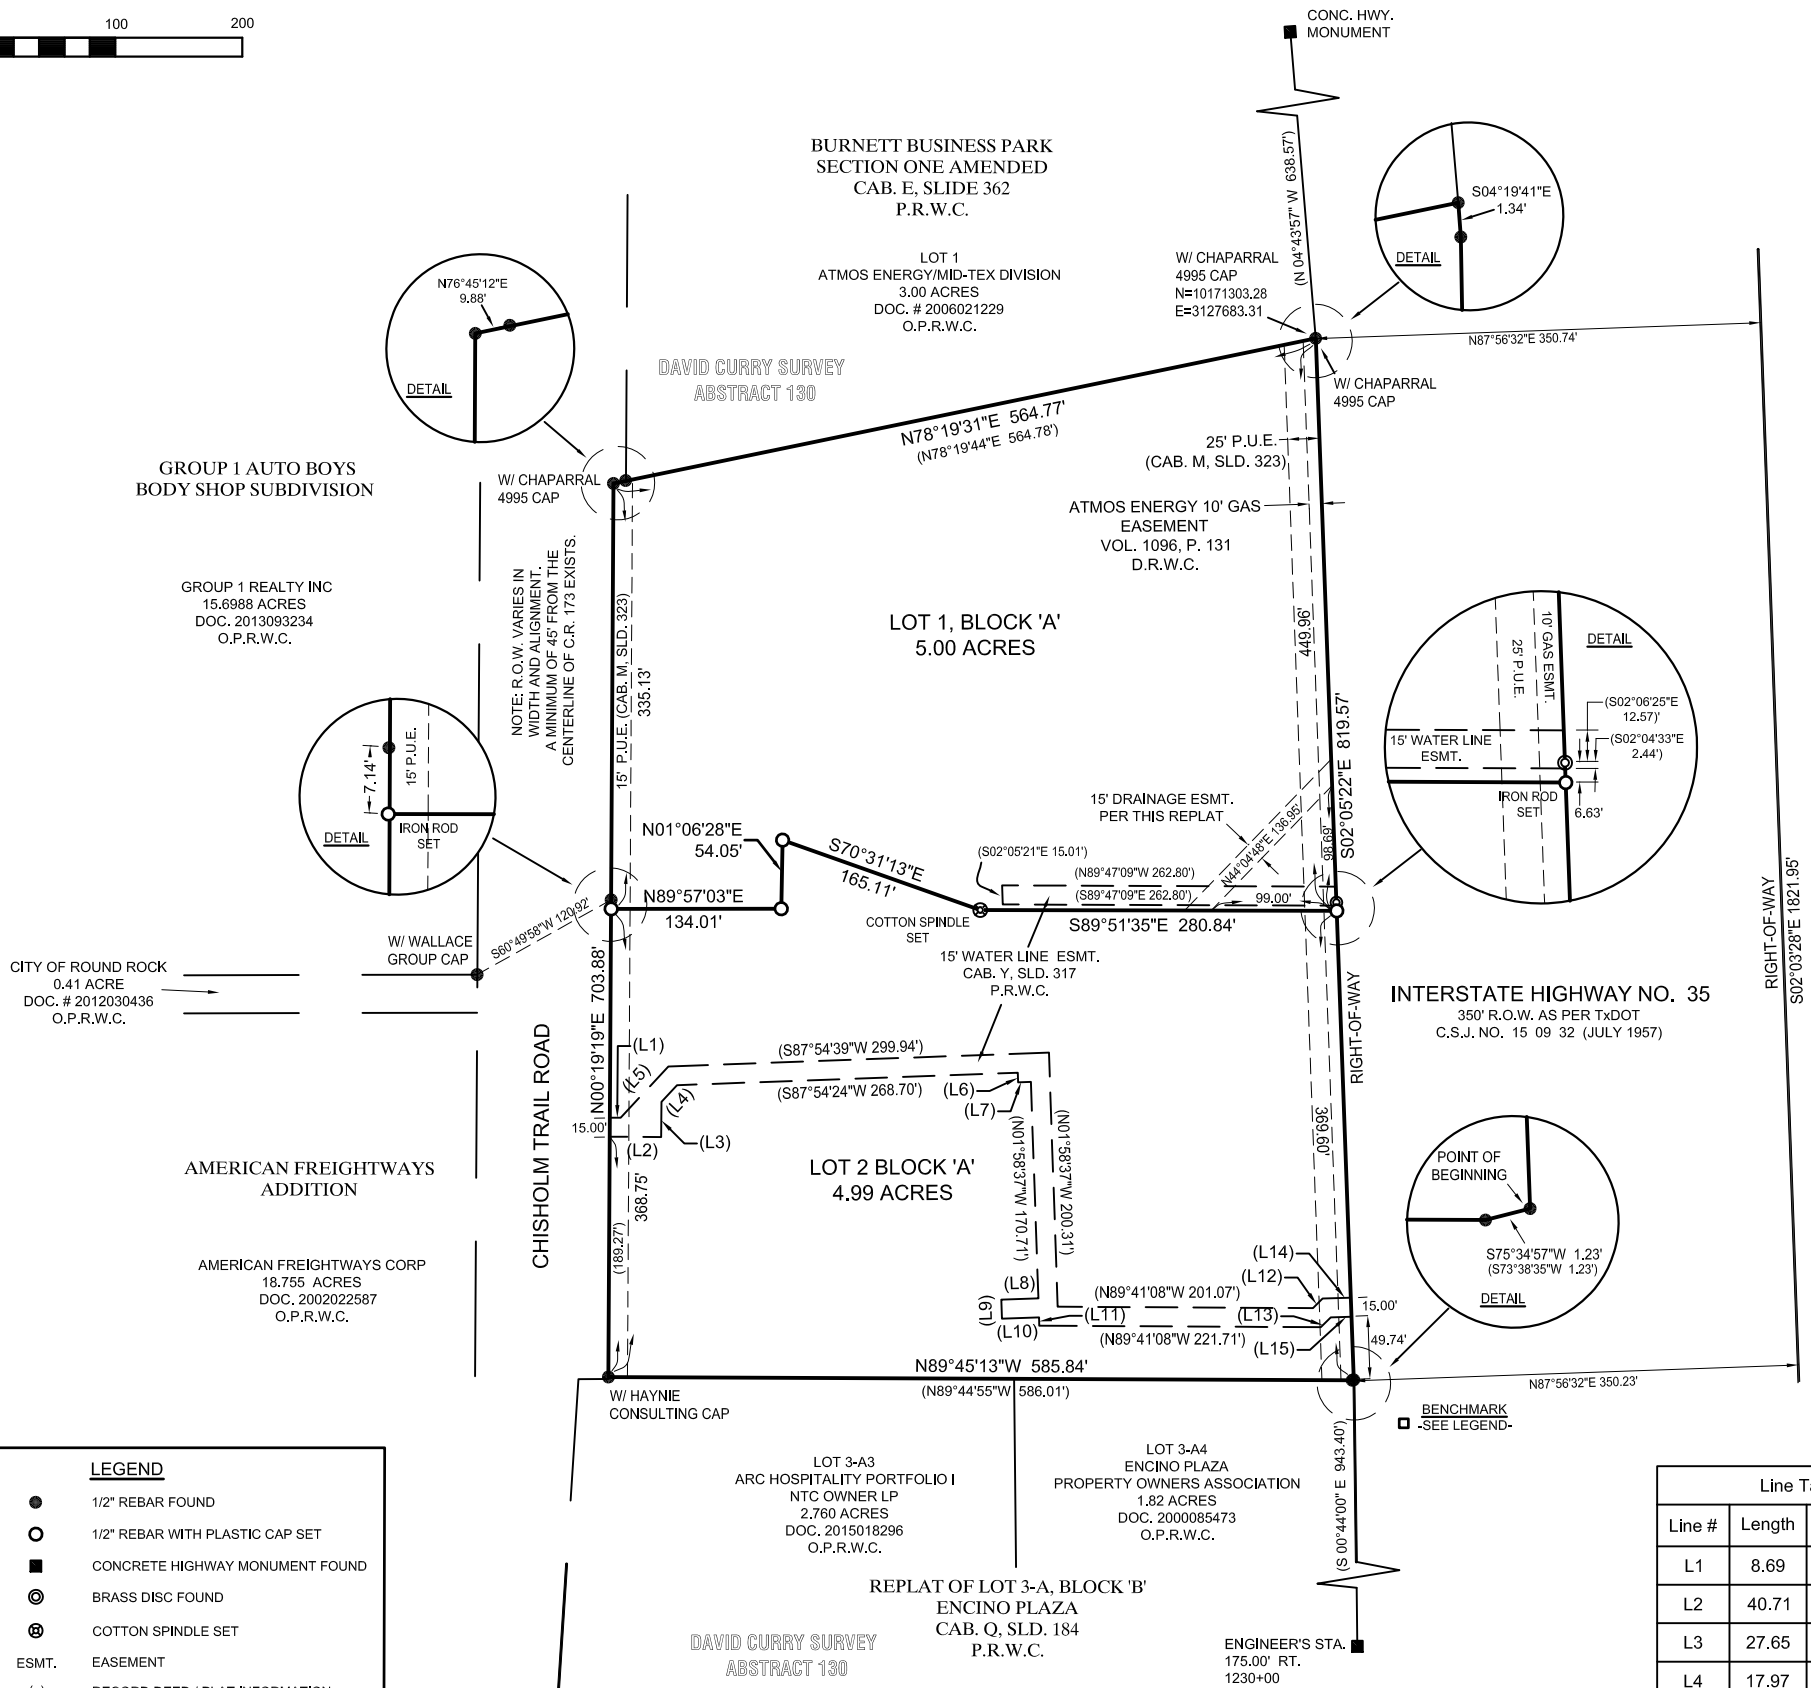 100
200
CONC. HWY.
MONUMENT
(N 04°43'57" W 638.57')
BURNETT BUSINESS PARK
SECTION ONE AMENDED
CAB. E, SLIDE 362
P.R.W.C.
LOT 1
ATMOS ENERGY/MID-TEX DIVISION
3.00 ACRES
DOC. # 2006021229
O.P.R.W.C.
W/ CHAPARRAL
4995 CAP
N=10171303.28
E=3127683.31
S04°19'41"E
1.34'
DETAIL
N76°45'12"E
9.88'
DETAIL
DAVID CURRY SURVEY
ABSTRACT 130
N87°56'32"E 350.74'
W/ CHAPARRAL
4995 CAP
N78°19'31"E 564.77'
(N78°19'44"E 564.78')
25' P.U.E.
(CAB. M, SLD. 323)
GROUP 1 AUTO BOYS
BODY SHOP SUBDIVISION
W/ CHAPARRAL
4995 CAP
ATMOS ENERGY 10' GAS
EASEMENT
VOL. 1096, P. 131
D.R.W.C.
NOTE: R.O.W. VARIES IN
WIDTH AND ALIGNMENT.
A MINIMUM OF 45' FROM THE
CENTERLINE OF C.R. 173 EXISTS.
GROUP 1 REALTY INC
15.6988 ACRES
DOC. 2013093234
O.P.R.W.C.
15' P.U.E. (CAB. M, SLD. 323)
335.13'
LOT 1, BLOCK 'A'
5.00 ACRES
449.96'
S02°05'22"E 819.57'
25' P.U.E.
10' GAS ESMT.
DETAIL
(S02°06'25"E
12.57)'
(S02°04'33"E
2.44')
15' WATER LINE
ESMT.
IRON ROD
SET
6.63'
7.14'
15' P.U.E.
IRON ROD
SET
DETAIL
15' DRAINAGE ESMT.
PER THIS REPLAT
N01°06'28"E
54.05'
S70°31'13"E
165.11'
(S02°05'21"E 15.01')
N44°04'48"E 136.95'
98.69'
(N89°47'09"W 262.80')
(S89°47'09"E 262.80')
99.00'
N89°57'03"E
134.01'
COTTON SPINDLE
SET
S89°51'35"E 280.84'
S60°49'58"W 120.92'
W/ WALLACE
GROUP CAP
CITY OF ROUND ROCK
0.41 ACRE
DOC. # 2012030436
O.P.R.W.C.
15' WATER LINE ESMT.
CAB. Y, SLD. 317
P.R.W.C.
RIGHT-OF-WAY
S02°03'28"E 1821.95'
INTERSTATE HIGHWAY NO. 35
350' R.O.W. AS PER TxDOT
C.S.J. NO. 15 09 32 (JULY 1957)
RIGHT-OF-WAY
N00°19'19"E 703.88'
CHISHOLM TRAIL ROAD
(L1)
(L5)
(S87°54'39"W 299.94')
(S87°54'24"W 268.70')
(L4)
(L6)
(L7)
15.00'
(L2)
(L3)
(N01°58'37"W 170.71')
(N01°58'37"W 200.31')
369.60'
AMERICAN FREIGHTWAYS
ADDITION
LOT 2 BLOCK 'A'
4.99 ACRES
368.75'
(189.27')
POINT OF
BEGINNING
S75°34'57"W 1.23'
(S73°38'35"W 1.23')
DETAIL
AMERICAN FREIGHTWAYS CORP
18.755 ACRES
DOC. 2002022587
O.P.R.W.C.
(L14)
(L12)
(L8)
(N89°41'08"W 201.07')
15.00'
(L9)
(L11)
(L13)
(L10)
(N89°41'08"W 221.71')
(L15)
49.74'
N89°45'13"W 585.84'
(N89°44'55"W 586.01')
N87°56'32"E 350.23'
W/ HAYNIE
CONSULTING CAP
BENCHMARK
-SEE LEGEND-
(S 00°44'00" E 943.40')
LOT 3-A3
ARC HOSPITALITY PORTFOLIO I
NTC OWNER LP
2.760 ACRES
DOC. 2015018296
O.P.R.W.C.
LOT 3-A4
ENCINO PLAZA
PROPERTY OWNERS ASSOCIATION
1.82 ACRES
DOC. 2000085473
O.P.R.W.C.
REPLAT OF LOT 3-A, BLOCK 'B'
ENCINO PLAZA
CAB. Q, SLD. 184
P.R.W.C.
DAVID CURRY SURVEY
ABSTRACT 130
ENGINEER'S STA.
175.00' RT.
1230+00
LEGEND
1/2" REBAR FOUND
1/2" REBAR WITH PLASTIC CAP SET
CONCRETE HIGHWAY MONUMENT FOUND
BRASS DISC FOUND
COTTON SPINDLE SET
ESMT. EASEMENT
Line
Line # Length
L1 8.69
L2 40.71
L3 27.65
L4 17.97